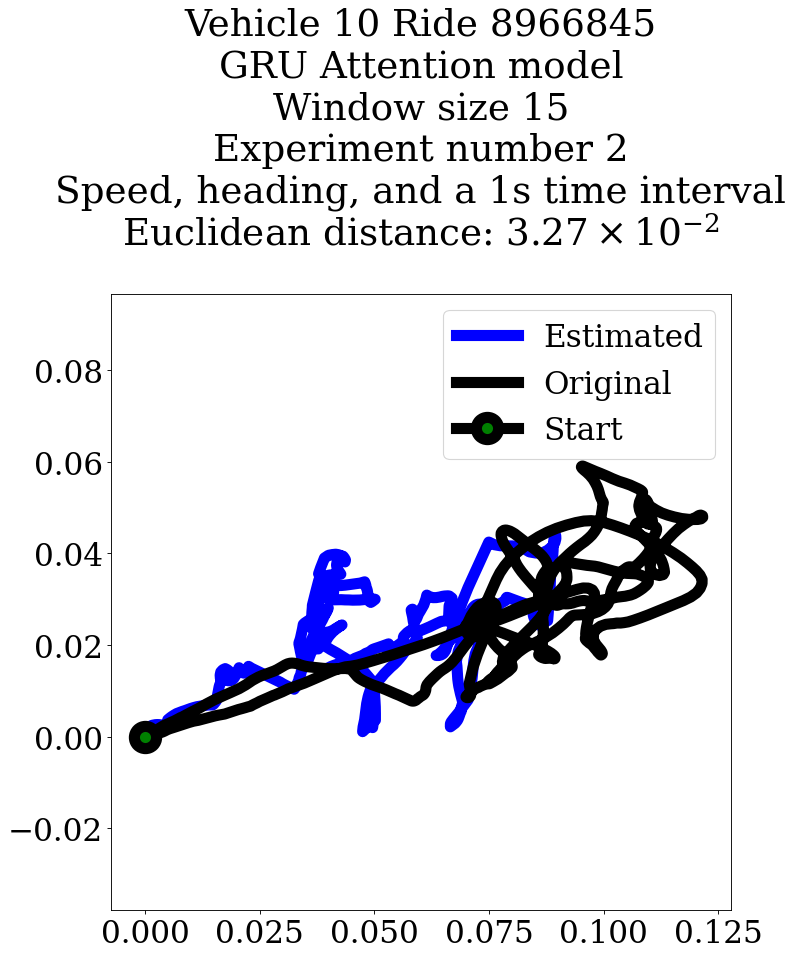 Vehicle 10 Ride 8966845
GRU Attention model
Window size 15
Experiment number 2
Speed, heading, and a 1s time interval
Euclidean distance: 3.27 × 10⁻²
Estimated
Original
Start
0.08
0.06
0.04
0.02
0.00
−0.02
0.000 0.025 0.050 0.075 0.100 0.125